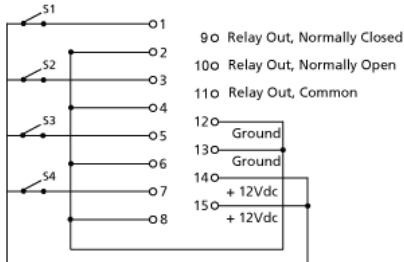 S1
1
2
S2
3
4
S3
5
6
S4
7
8
9 Relay Out, Normally Closed
10 Relay Out, Normally Open
11 Relay Out, Common
12
Ground
13
Ground
14
+ 12Vdc
15
+ 12Vdc